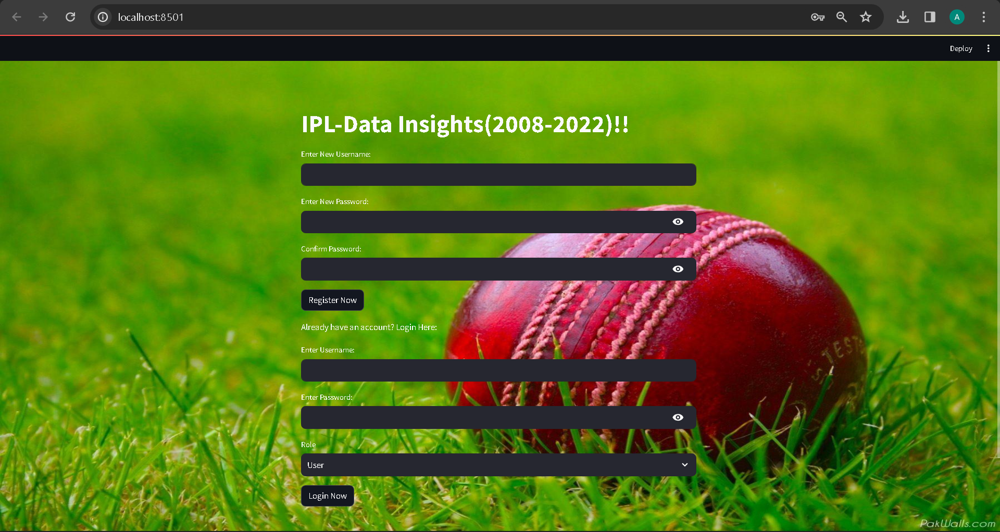 localhost:8501
A
Deploy
IPL-Data Insights(2008-2022)!!
Enter New Username:
Enter New Password:
Confirm Password:
Register Now
Already have an account? Login Here:
Enter Username:
Enter Password:
Role
User
Login Now
TEST
PakWalls.com